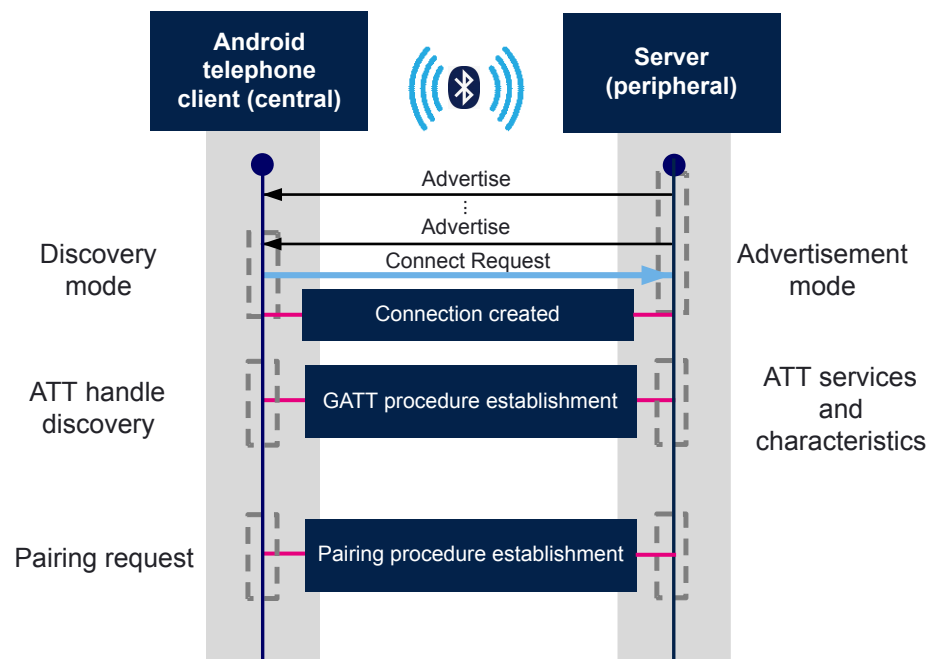 Android
telephone
client (central)
Server
(peripheral)
Advertise
...
Advertise
Connect Request
Discovery
mode
Advertisement
mode
Connection created
ATT handle
discovery
GATT procedure establishment
ATT services
and
characteristics
Pairing request
Pairing procedure establishment